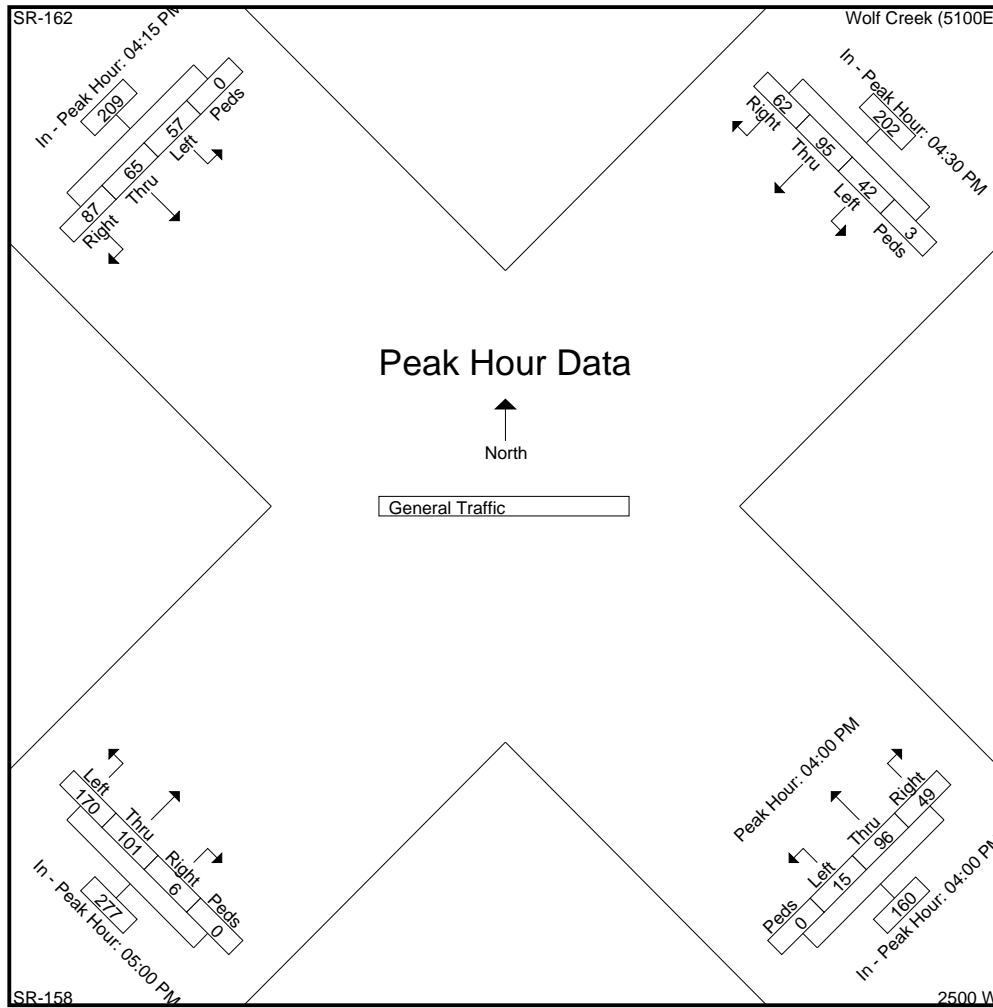 SR-162
Wolf Creek (5100E
In - Peak Hour: 04:15 PM
209
0
57
65
87
Peds
Left
Thru
Right
In - Peak Hour: 04:30 PM
202
62
95
42
3
Right
Thru
Left
Peds
Peak Hour Data
North
General Traffic
Left
Thru
Right
Peds
170
101
6
0
277
In - Peak Hour: 05:00 PM
SR-158
Peak Hour: 04:00 PM
Right
Thru
Left
Peds
49
96
15
0
160
In - Peak Hour: 04:00 PM
2500 W